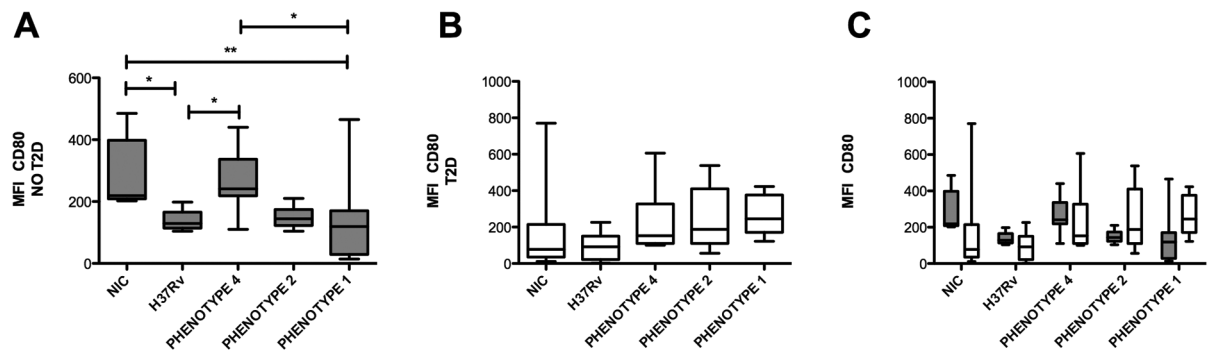 A
B
C
*
**
*
*
600
400
200
0
MFI CD80
NO T2D
NIC
H37Rv
PHENOTYPE 4
PHENOTYPE 2
PHENOTYPE 1
1000
800
600
400
200
0
MFI CD80
T2D
NIC
H37Rv
PHENOTYPE 4
PHENOTYPE 2
PHENOTYPE 1
1000
800
600
400
200
0
MFI CD80
NIC
H37Rv
PHENOTYPE 4
PHENOTYPE 2
PHENOTYPE 1